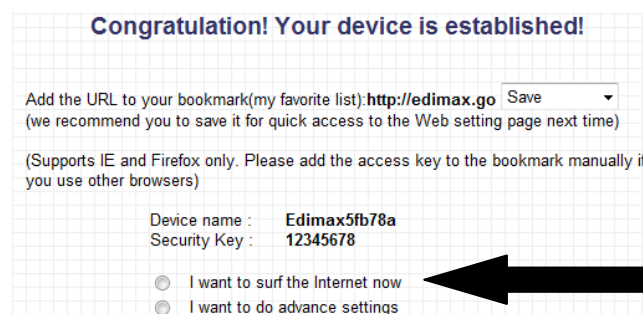 Congratulation! Your device is established!
Add the URL to your bookmark(my favorite list):http://edimax.go Save
(we recommend you to save it for quick access to the Web setting page next time)
(Supports IE and Firefox only. Please add the access key to the bookmark manually if
you use other browsers)
Device name : Edimax5fb78a
Security Key : 12345678
I want to surf the Internet now
I want to do advance settings